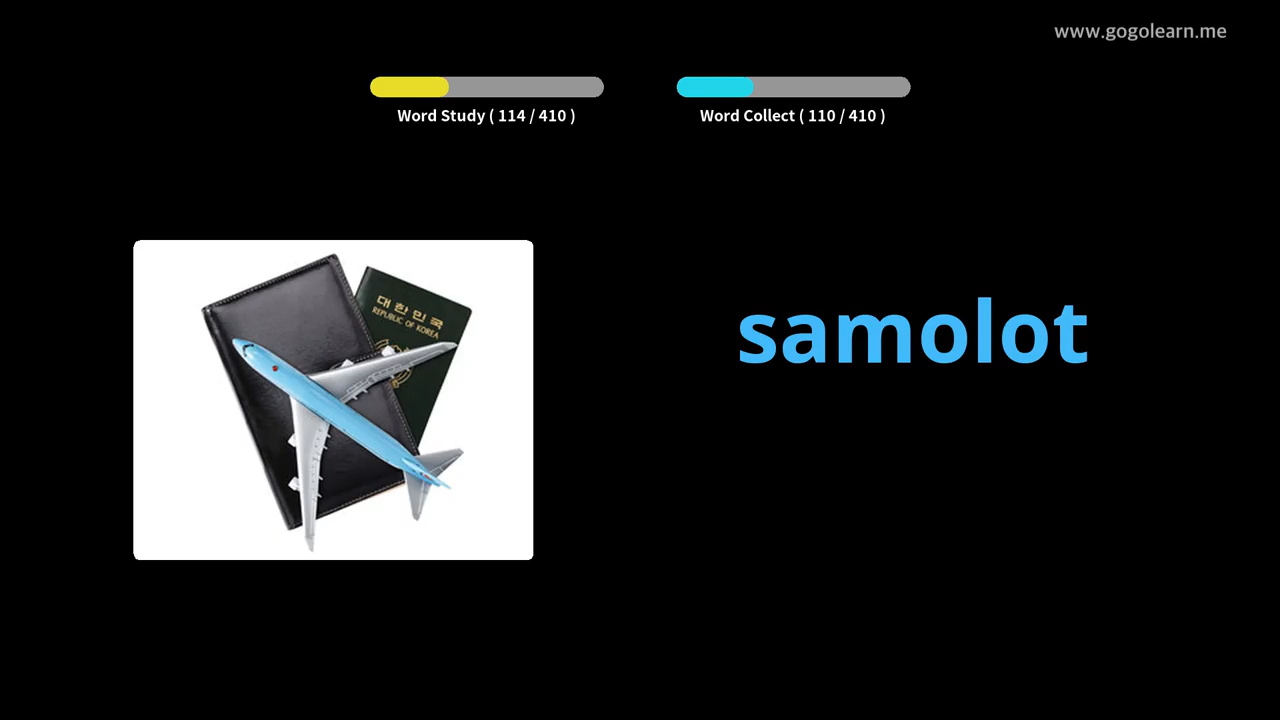 www.gogolearn.me
Word Study ( 114 / 410 )
Word Collect ( 110 / 410 )
대한민국
REPUBLIC OF KOREA
samolot